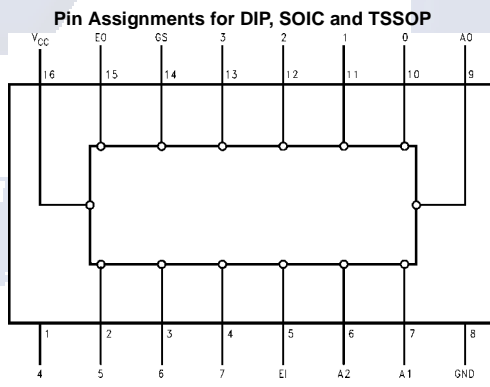 Pin Assignments for DIP, SOIC and TSSOP
VCC EO GS 3 2 1 0 A0
16 15 14 13 12 11 10 9
1 2 3 4 5 6 7 8
4 5 6 7 EI A2 A1 GND